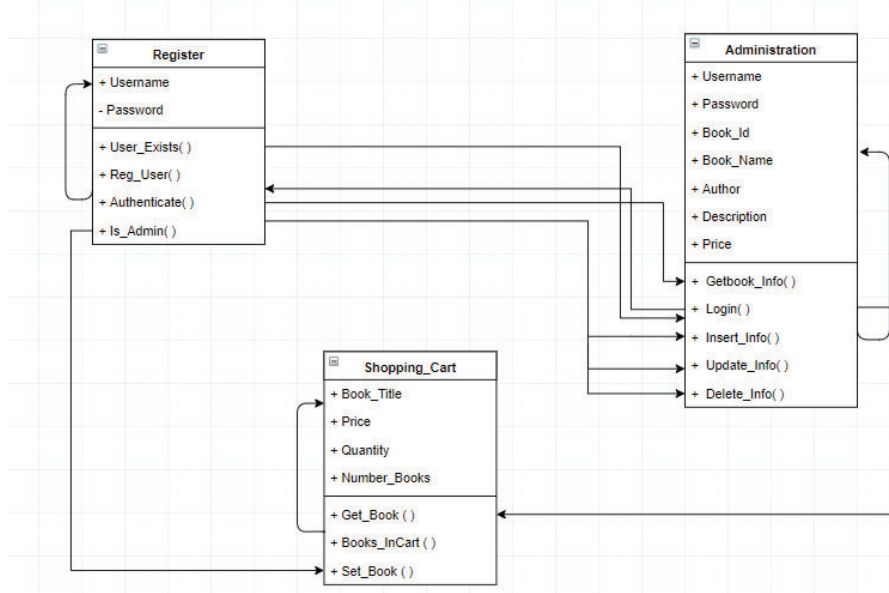 Register
+ Username
- Password
+ User_Exists( )
+ Reg_User( )
+ Authenticate( )
+ Is_Admin( )
Administration
+ Username
+ Password
+ Book_Id
+ Book_Name
+ Author
+ Description
+ Price
+ Getbook_Info( )
+ Login( )
+ Insert_Info( )
+ Update_Info( )
+ Delete_Info( )
Shopping_Cart
+ Book_Title
+ Price
+ Quantity
+ Number_Books
+ Get_Book ( )
+ Books_InCart ( )
+ Set_Book ( )